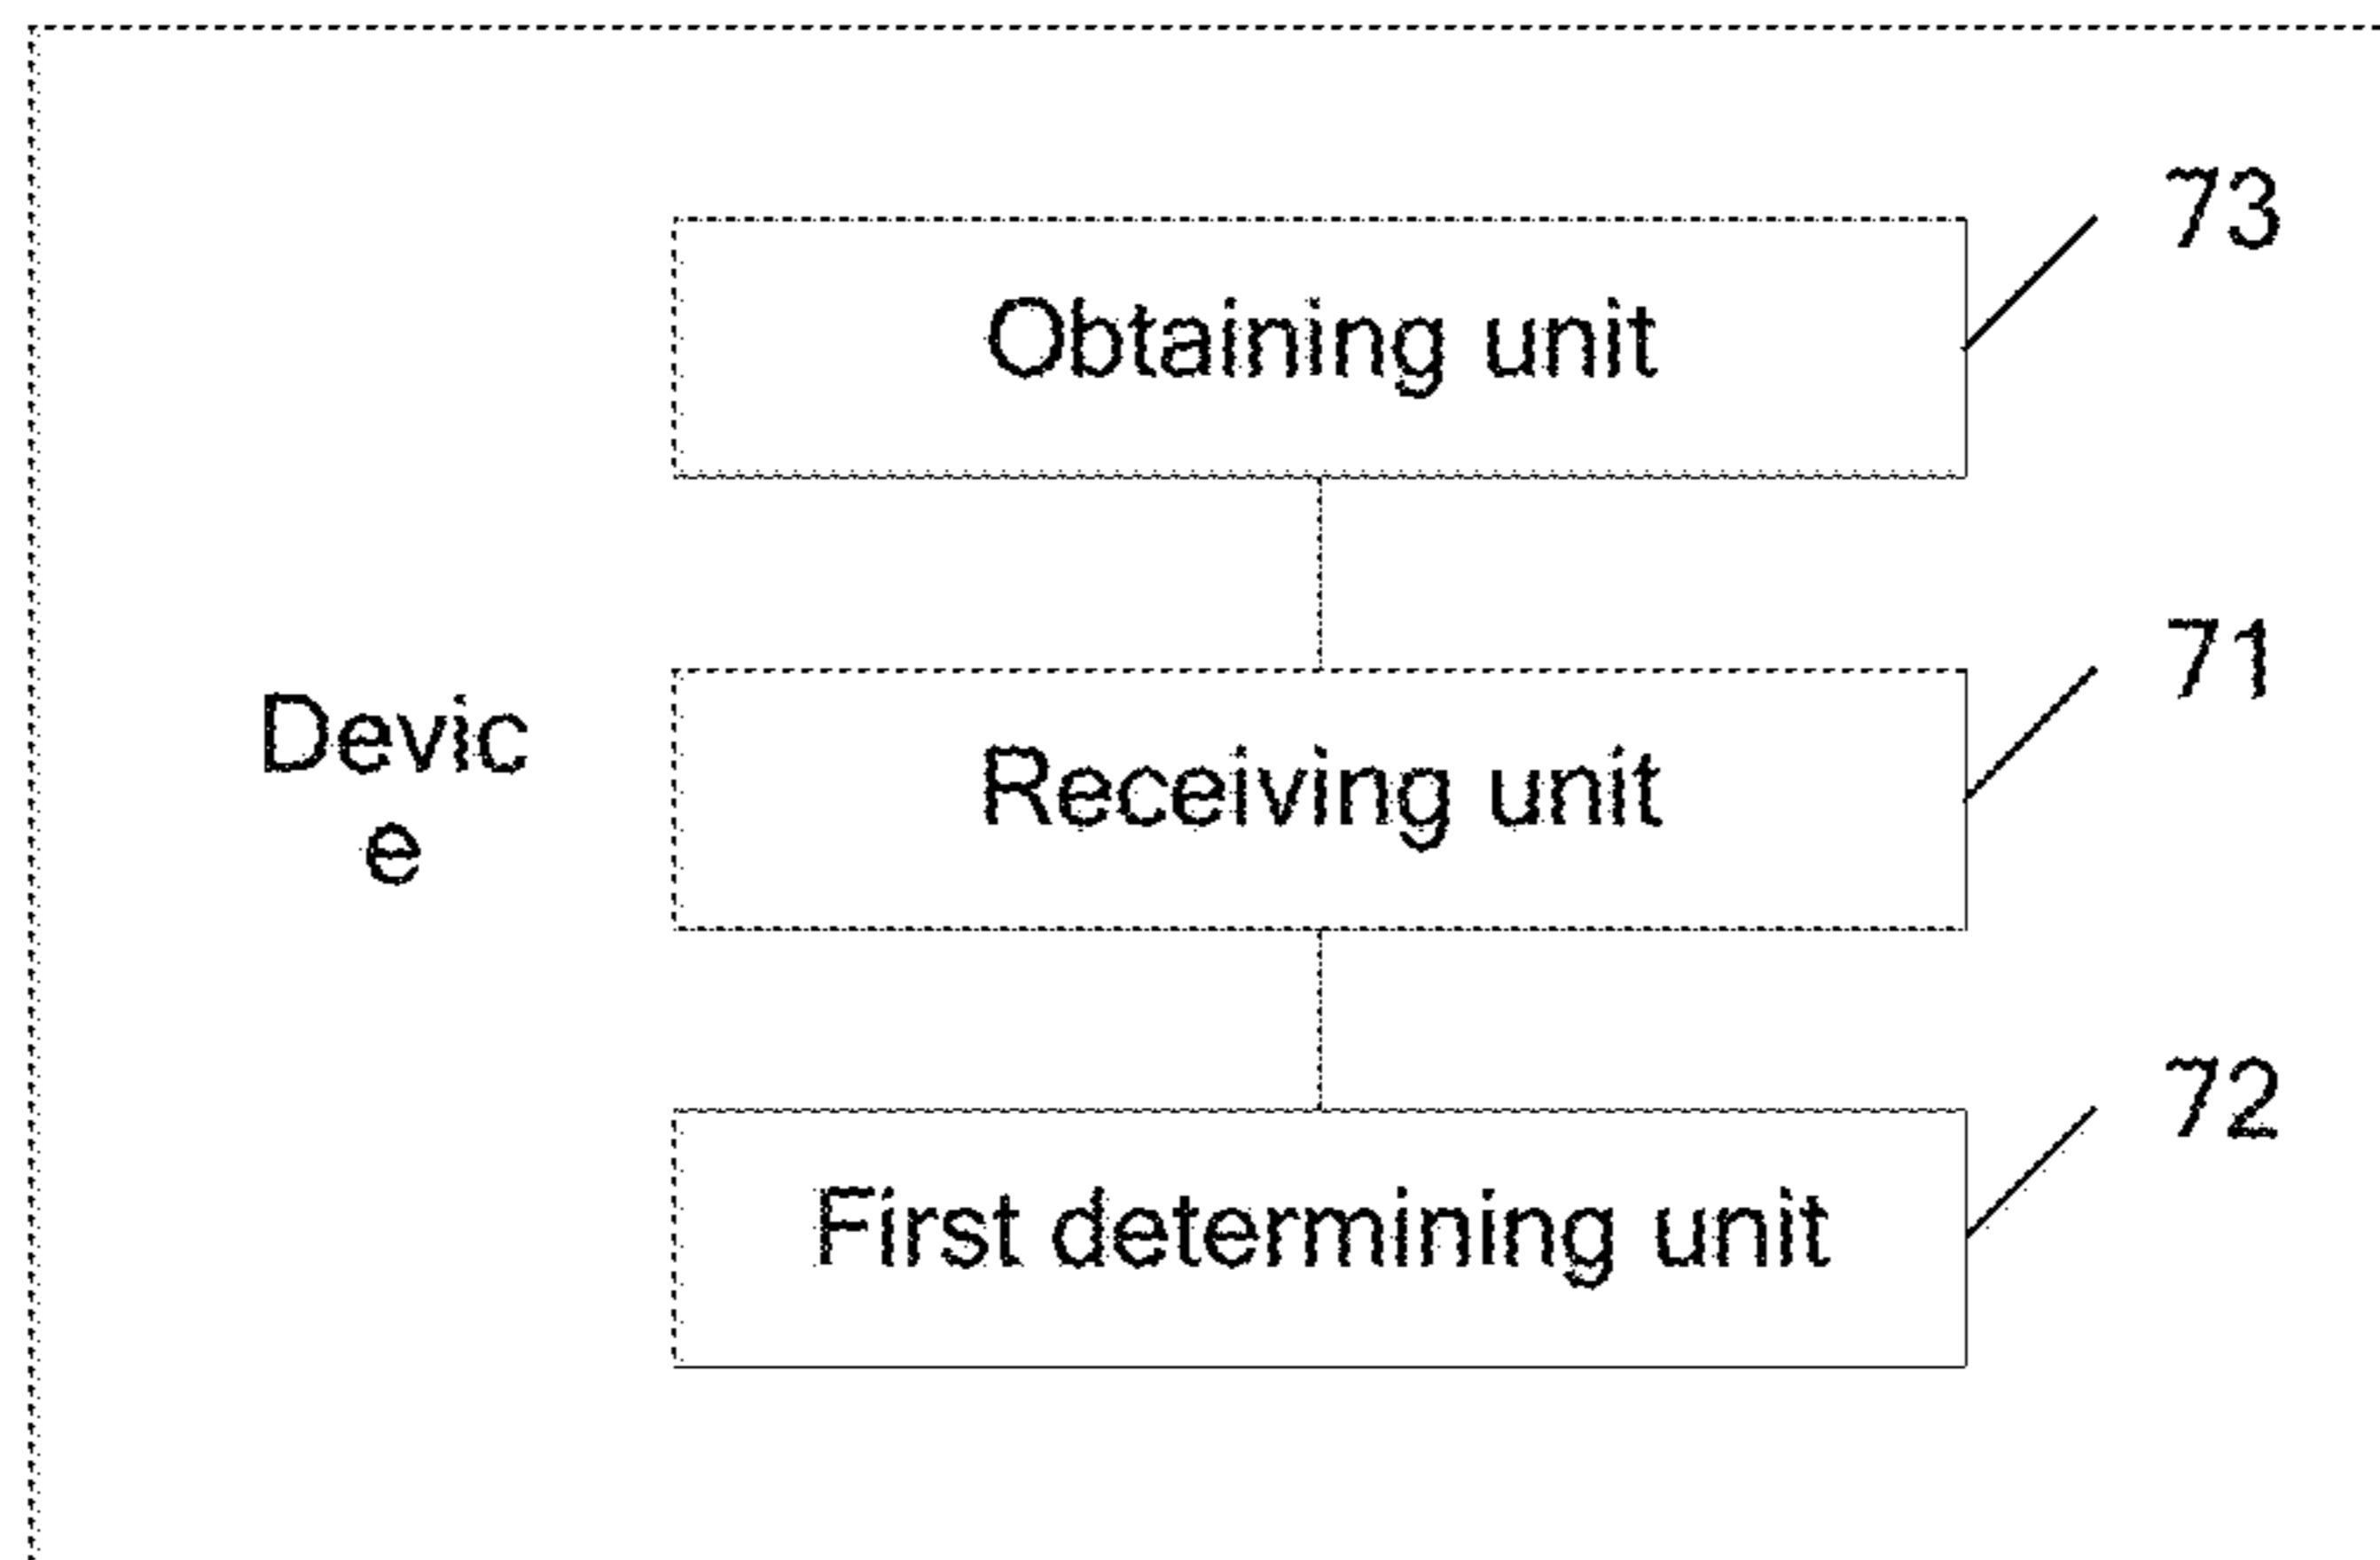 73
Obtaining unit
71
Devic
e
Receiving unit
72
First determining unit